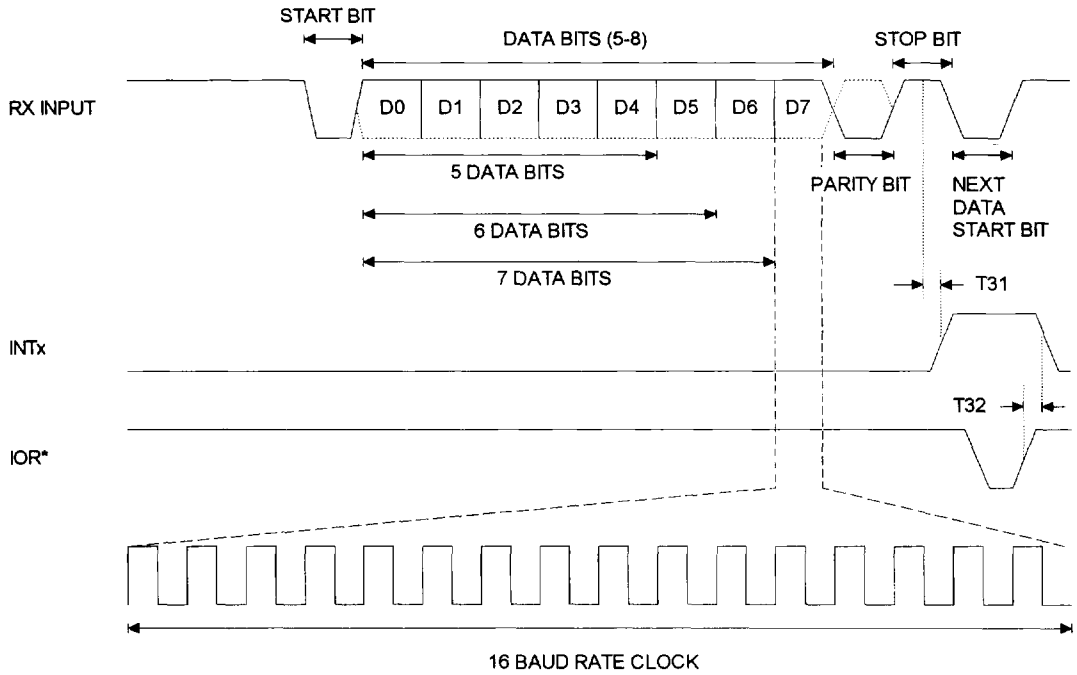 START BIT
DATA BITS (5-8)
STOP BIT
RX INPUT
D0 D1 D2 D3 D4 D5 D6 D7
5 DATA BITS
PARITY BIT
NEXT
DATA
START BIT
6 DATA BITS
7 DATA BITS
T31
INTx
T32
IOR*
16 BAUD RATE CLOCK